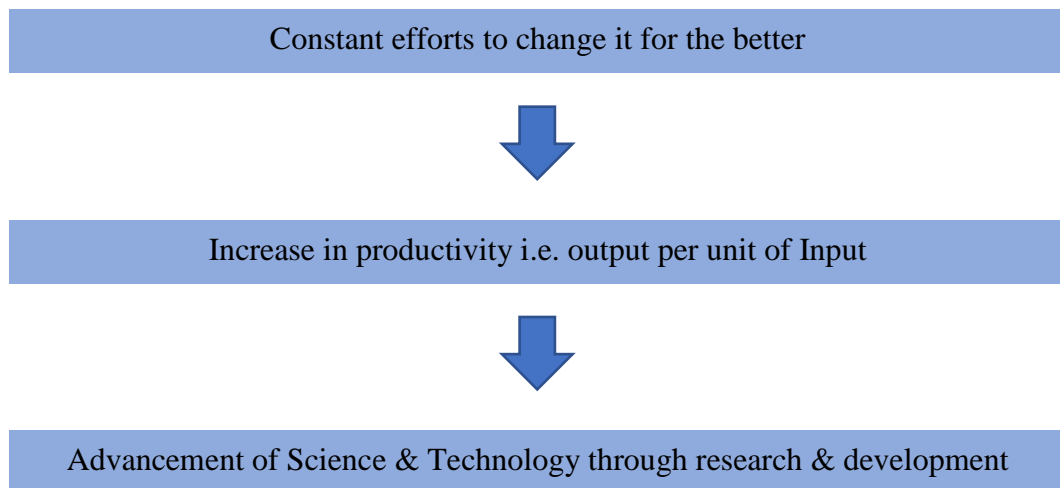 Constant efforts to change it for the better
Increase in productivity i.e. output per unit of Input
Advancement of Science & Technology through research & development